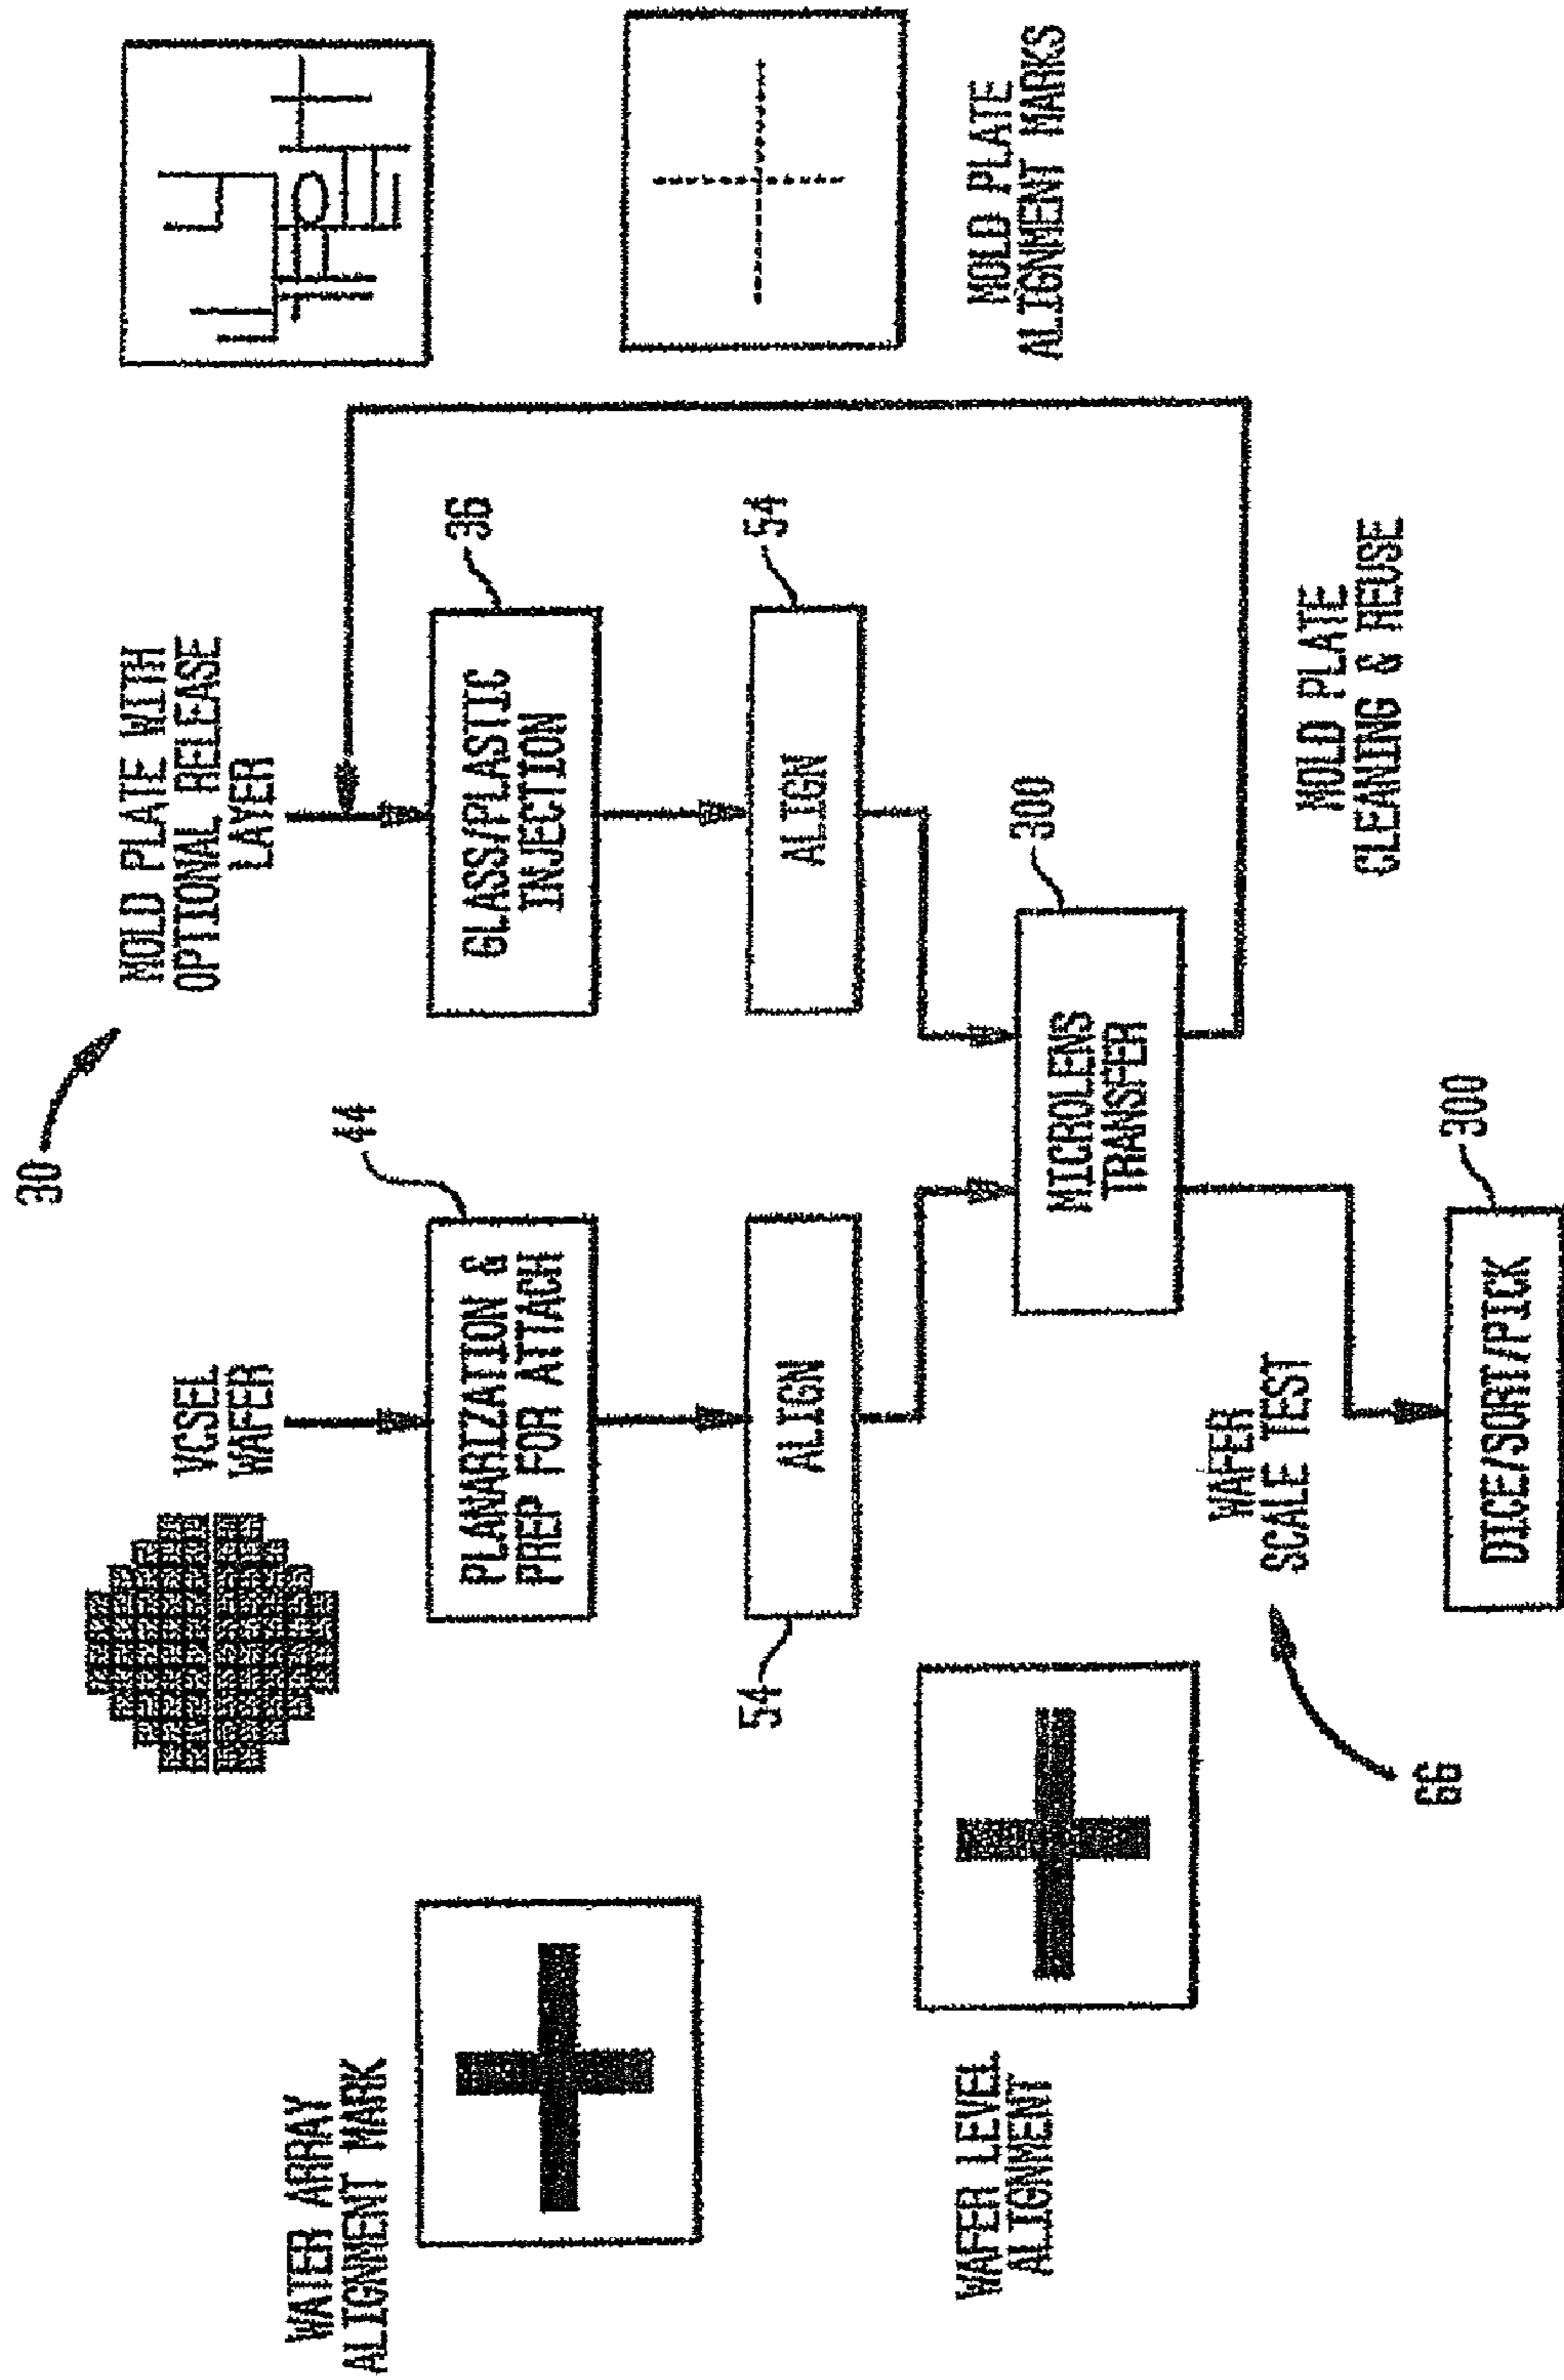 30
MOLD PLATE WITH
OPTIONAL RELEASE
LAYER
VCSEL
WAFER
WATER ARRAY
ALIGNMENT MARK
44
PLANARIZATION &
PREP FOR ATTACH
36
GLASS/PLASTIC
INJECTION
54
ALIGN
54
ALIGN
MOLD PLATE
ALIGNMENT MARKS
WAFER LEVEL
ALIGNMENT
300
MICROLENS
TRANSFER
WAFER
SCALE TEST
66
MOLD PLATE
CLEANING & REUSE
300
DICE/SORT/PICK